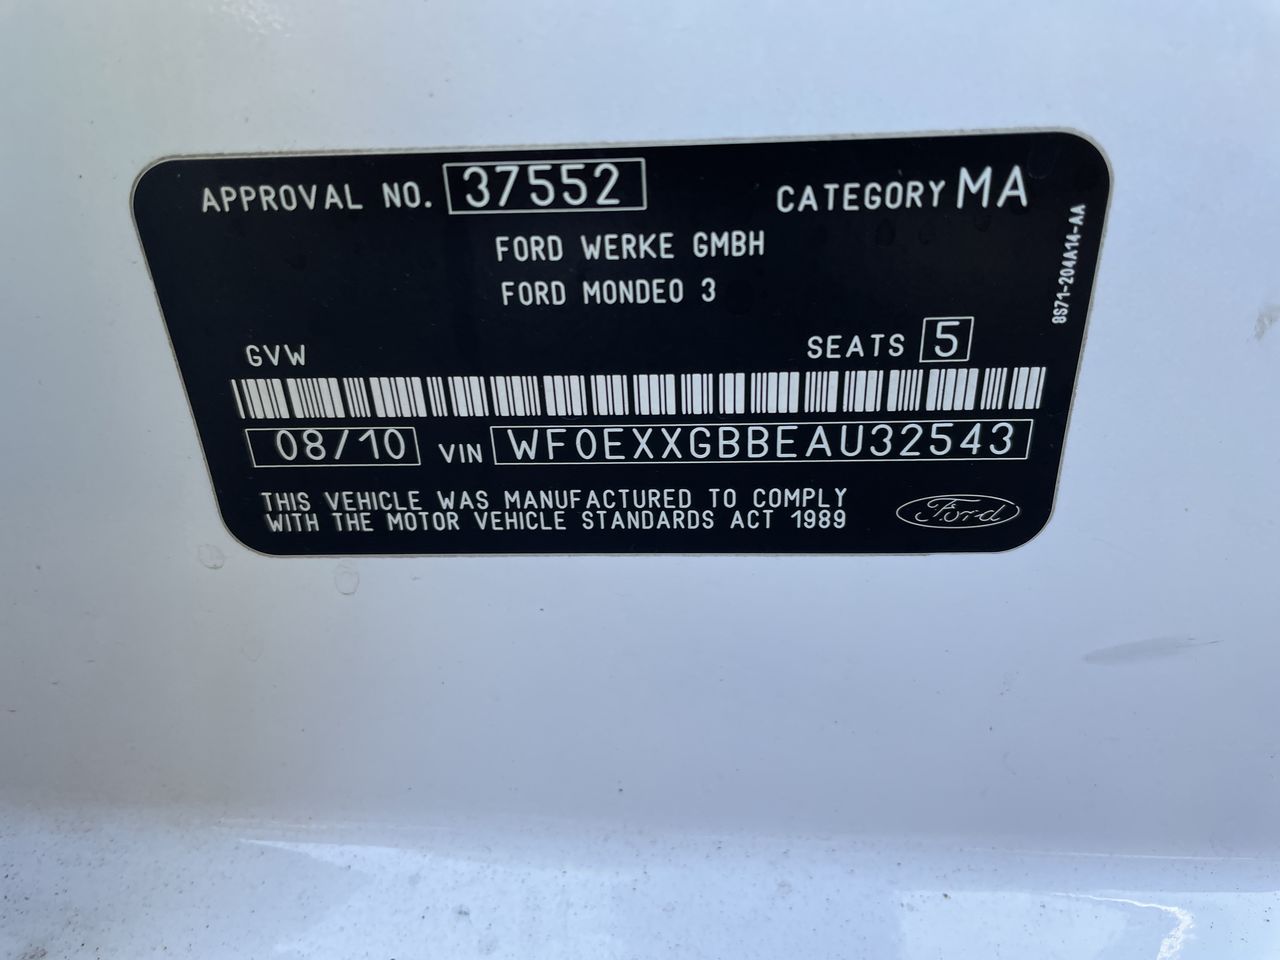 APPROVAL NO. 37552 CATEGORY MA
FORD WERKE GMBH
FORD MONDEO 3
8S71-204A14-AA
GVW SEATS 5
08/10 VIN WF0EXXGBBEAU32543
THIS VEHICLE WAS MANUFACTURED TO COMPLY
WITH THE MOTOR VEHICLE STANDARDS ACT 1989
Ford